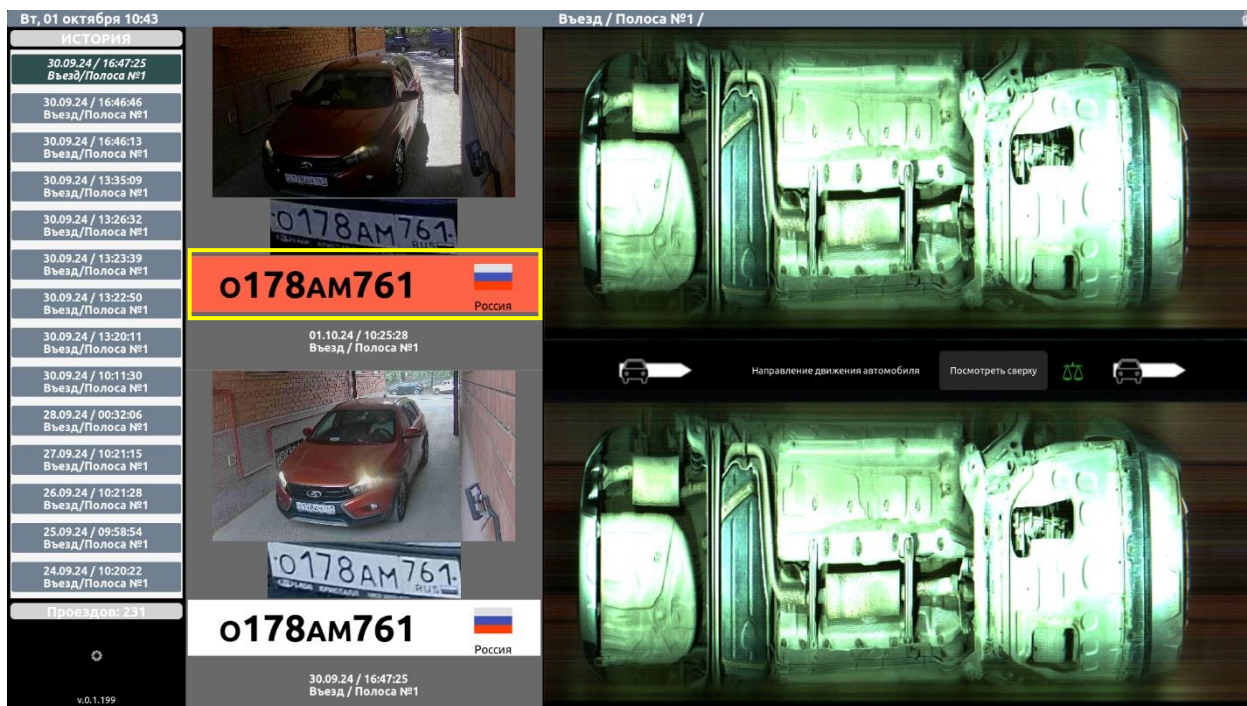 Вт, 01 октября 10:43
Въезд / Полоса №1 /
ИСТОРИЯ
30.09.24 / 16:47:25
Въезд/Полоса №1
30.09.24 / 16:46:46
Въезд/Полоса №1
30.09.24 / 16:46:13
Въезд/Полоса №1
30.09.24 / 13:35:09
Въезд/Полоса №1
30.09.24 / 13:26:32
Въезд/Полоса №1
30.09.24 / 13:23:39
Въезд/Полоса №1
30.09.24 / 13:22:50
Въезд/Полоса №1
30.09.24 / 13:20:11
Въезд/Полоса №1
30.09.24 / 10:11:30
Въезд/Полоса №1
28.09.24 / 00:32:06
Въезд/Полоса №1
27.09.24 / 10:21:15
Въезд/Полоса №1
26.09.24 / 10:21:28
Въезд/Полоса №1
25.09.24 / 09:58:54
Въезд/Полоса №1
24.09.24 / 10:20:22
Въезд/Полоса №1
Проездов: 231
v.0.1.199
О178АМ 761
RUS
О178АМ761
Россия
01.10.24 / 10:25:28
Въезд / Полоса №1
О178АМ 761
RUS
О178АМ761
Россия
30.09.24 / 16:47:25
Въезд / Полоса №1
Направление движения автомобиля
Посмотреть сверху